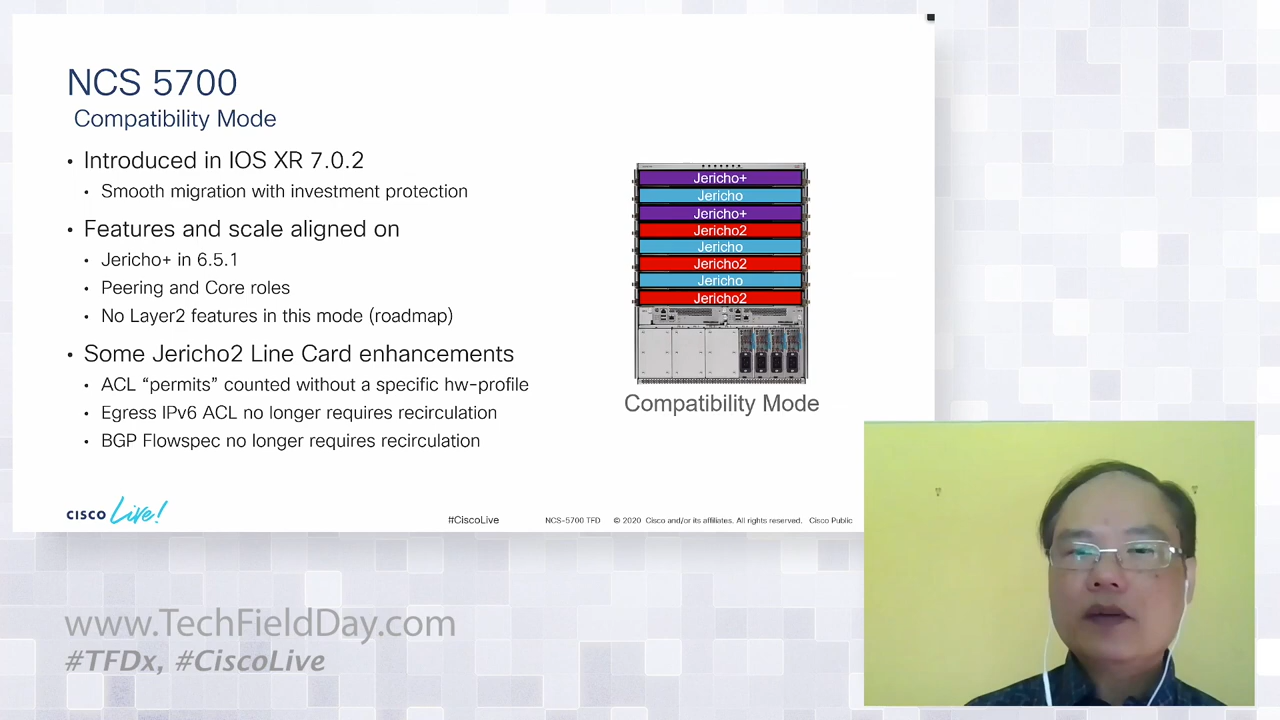 NCS 5700
Compatibility Mode
• Introduced in IOS XR 7.0.2
• Smooth migration with investment protection
• Features and scale aligned on
• Jericho+ in 6.5.1
• Peering and Core roles
• No Layer2 features in this mode (roadmap)
• Some Jericho2 Line Card enhancements
• ACL “permits” counted without a specific hw-profile
• Egress IPv6 ACL no longer requires recirculation
• BGP Flowspec no longer requires recirculation
Jericho+
Jericho
Jericho+
Jericho2
Jericho
Jericho2
Jericho
Jericho2
Compatibility Mode
CISCO Live!
#CiscoLive
NCS-5700 TFD
© 2020 Cisco and/or its affiliates. All rights reserved. Cisco Public
www.TechFieldDay.com
#TFDx, #CiscoLive